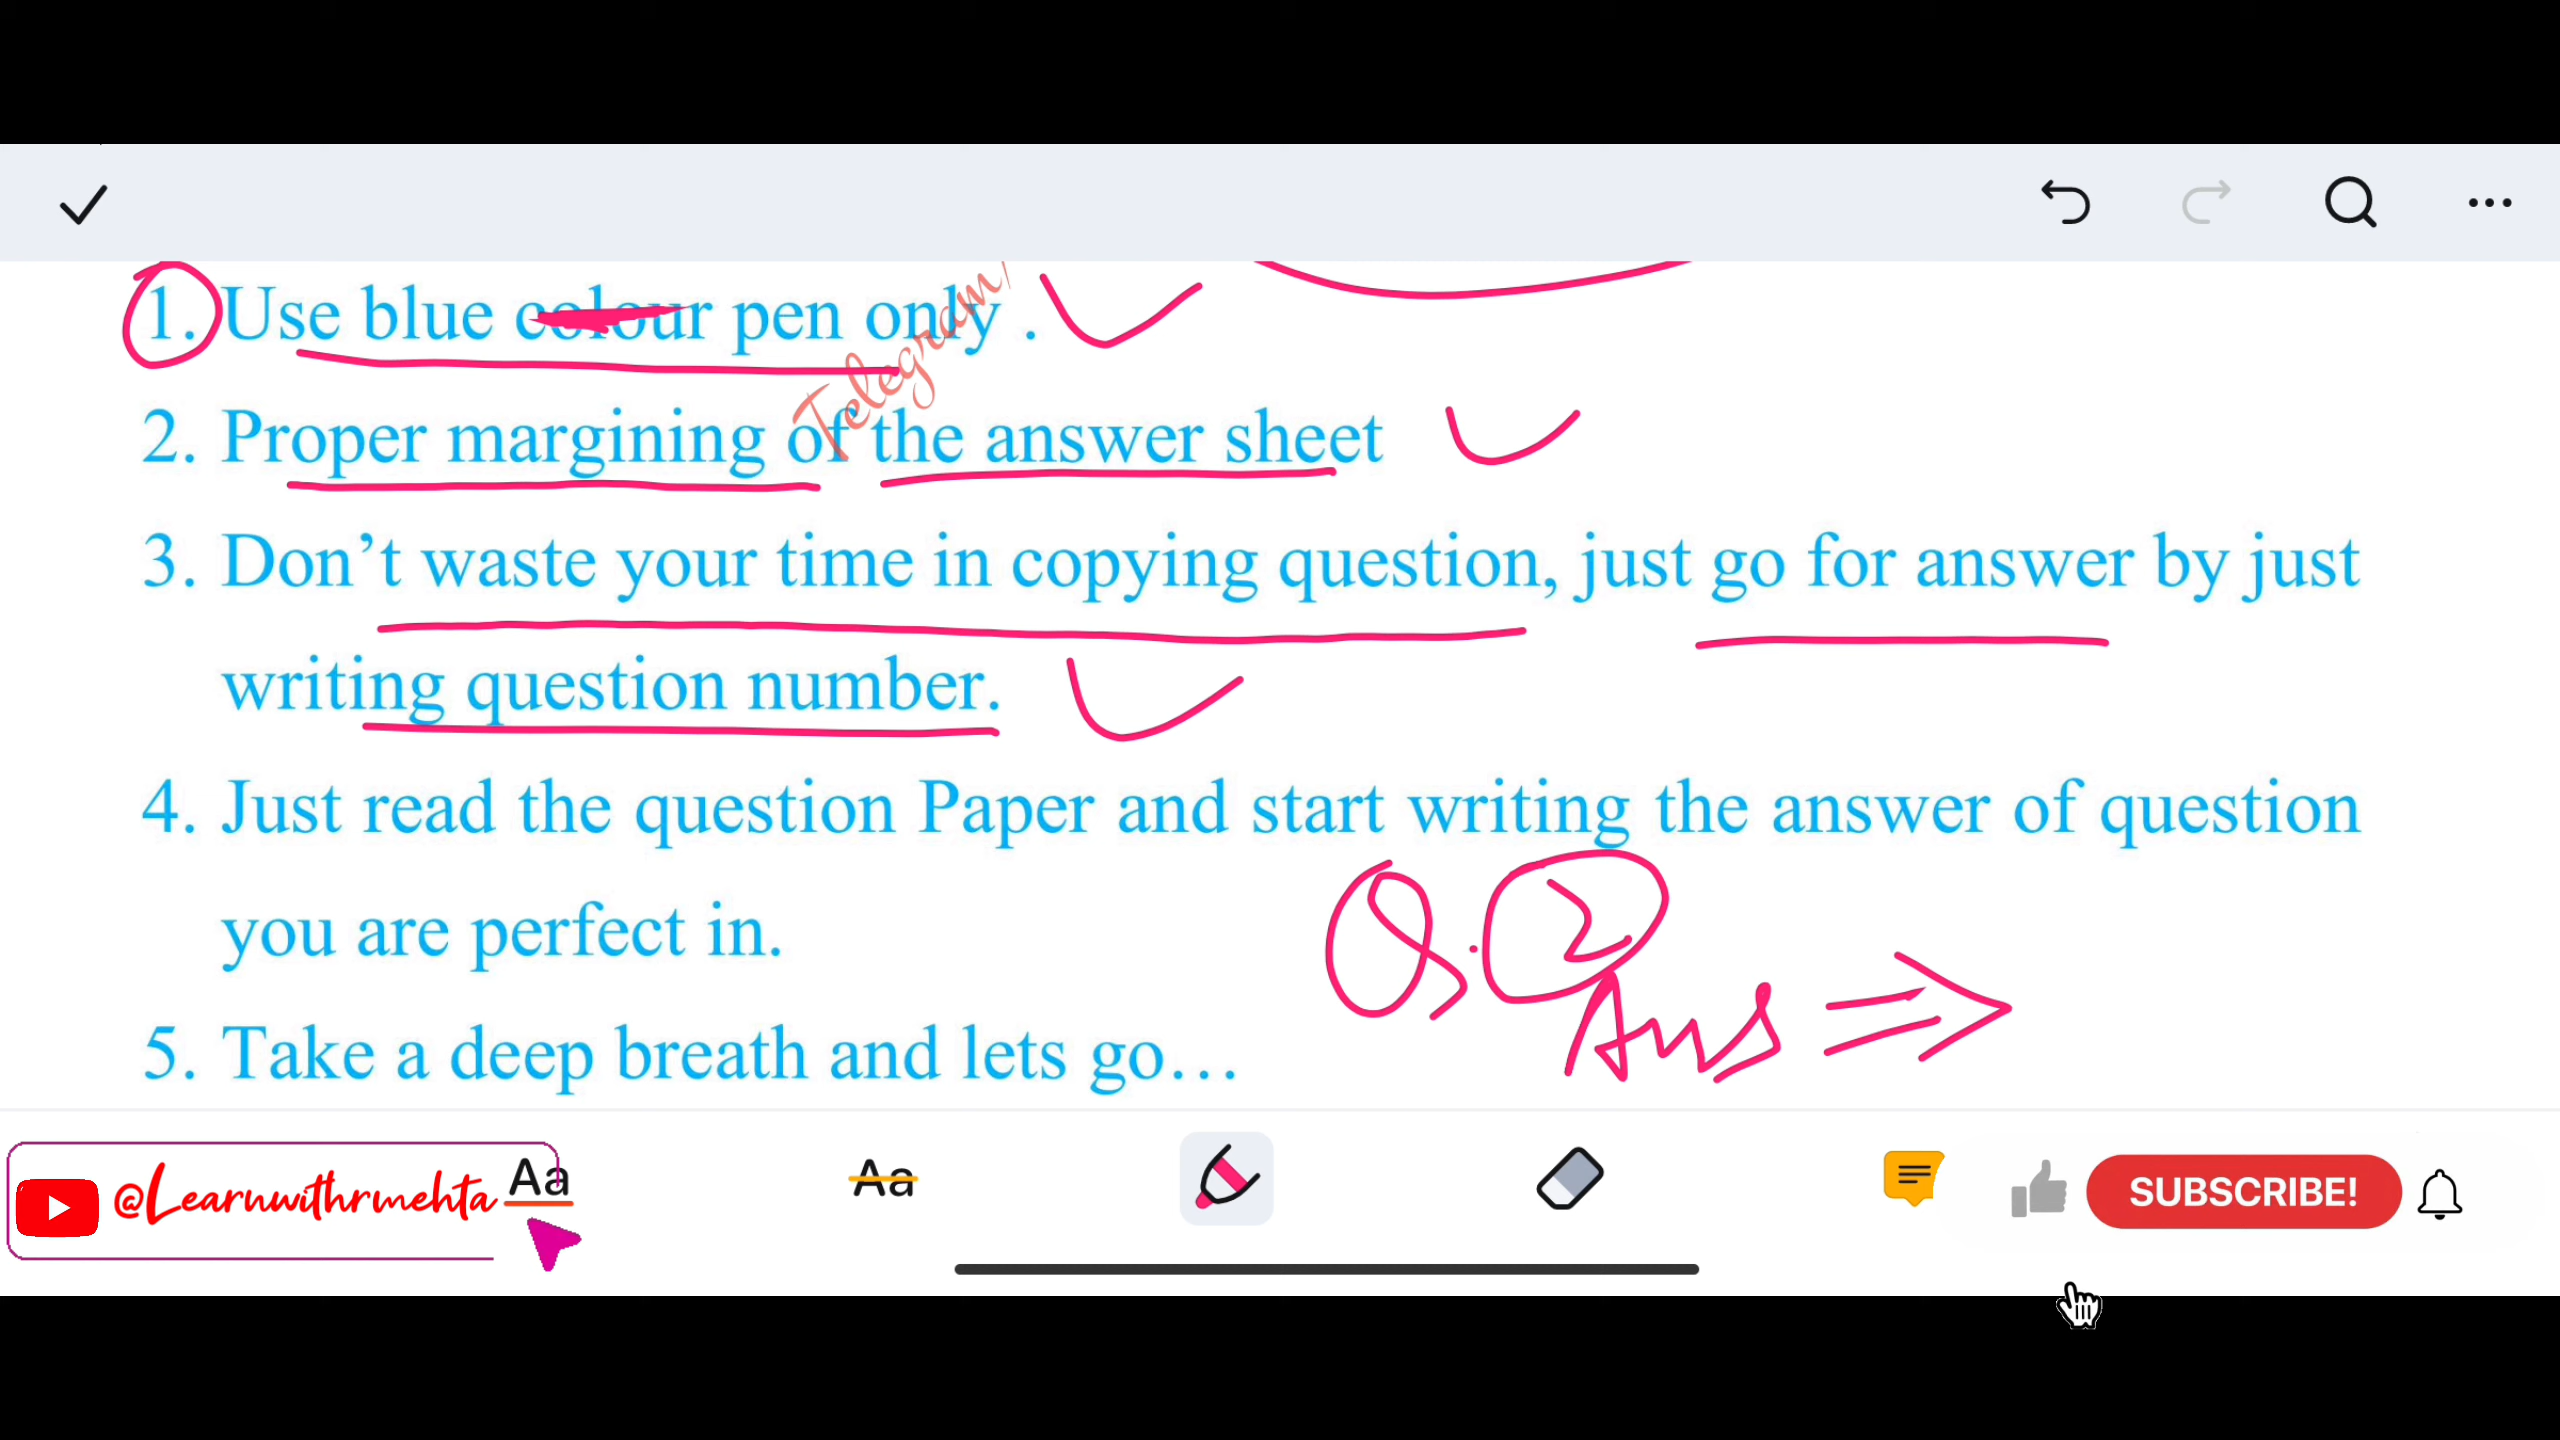 1. Use blue colour pen only .
Telegram
2. Proper margining of the answer sheet
3. Don’t waste your time in copying question, just go for answer by just
writing question number.
4. Just read the question Paper and start writing the answer of question
you are perfect in.
Q. 2
Ans ⇒
5. Take a deep breath and lets go…
@Learnwithrmehta
Aa
Aa
SUBSCRIBE!